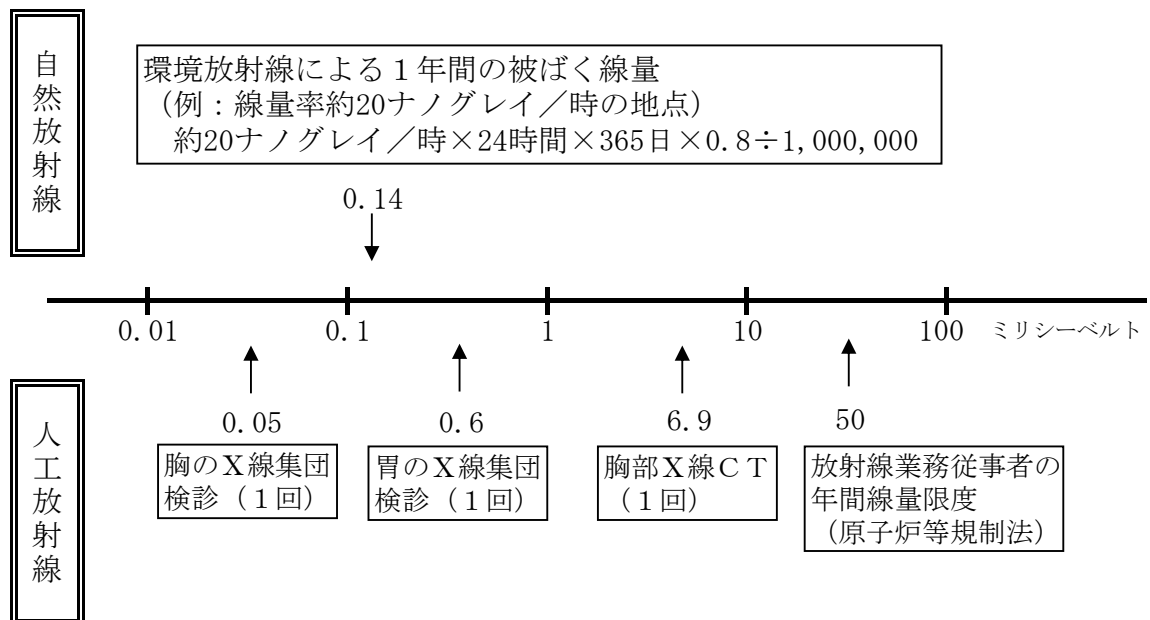 自然放射線
環境放射線による１年間の被ばく線量
（例：線量率約20ナノグレイ／時の地点）
約20ナノグレイ／時×24時間×365日×0.8÷1,000,000
0.14
0.01
0.1
1
10
100
ミリシーベルト
人工放射線
0.05
胸のＸ線集団
検診（１回）
0.6
胃のＸ線集団
検診（１回）
6.9
胸部Ｘ線ＣＴ
（１回）
50
放射線業務従事者の
年間線量限度
（原子炉等規制法）